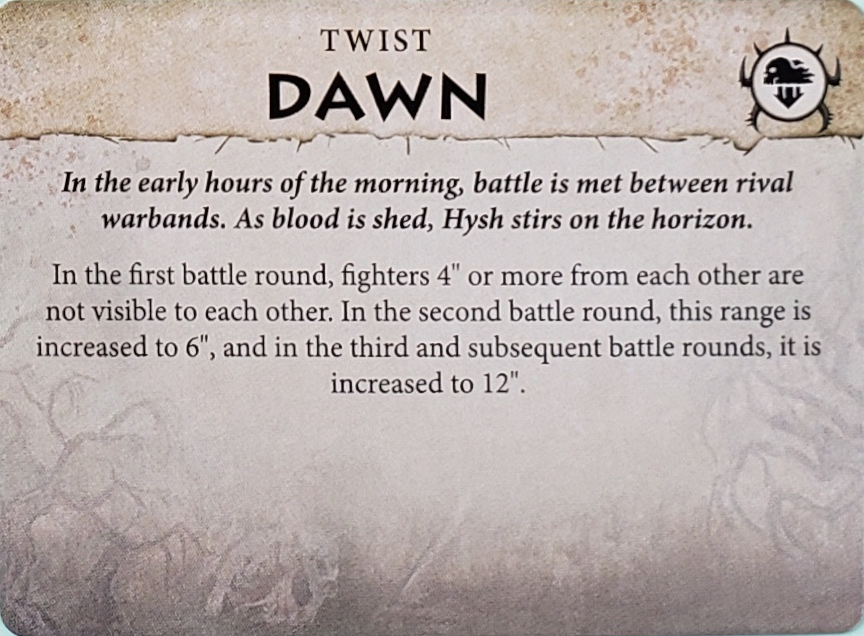 TWIST
DAWN
In the early hours of the morning, battle is met between rival
warbands. As blood is shed, Hysh stirs on the horizon.
In the first battle round, fighters 4" or more from each other are
not visible to each other. In the second battle round, this range is
increased to 6", and in the third and subsequent battle rounds, it is
increased to 12".